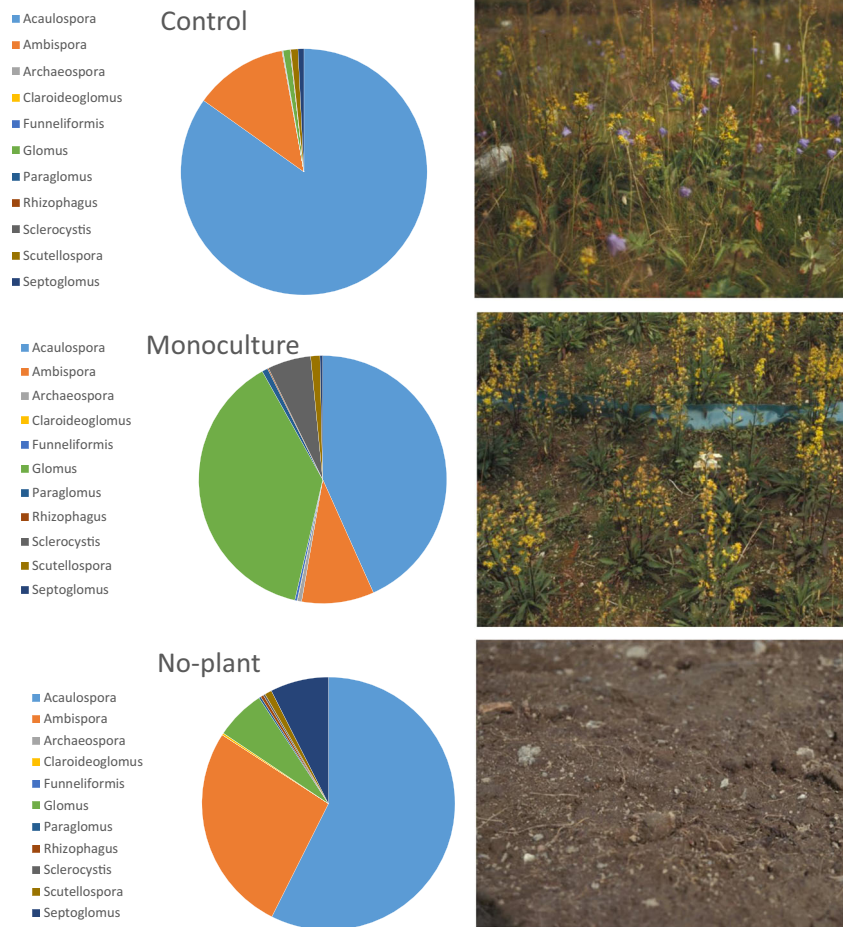 Control
Acaulospora
Ambispora
Archaeospora
Claroideoglomus
Funneliformis
Glomus
Paraglomus
Rhizophagus
Sclerocystis
Scutellospora
Septoglomus
Monoculture
Acaulospora
Ambispora
Archaeospora
Claroideoglomus
Funneliformis
Glomus
Paraglomus
Rhizophagus
Sclerocystis
Scutellospora
Septoglomus
No-plant
Acaulospora
Ambispora
Archaeospora
Claroideoglomus
Funneliformis
Glomus
Paraglomus
Rhizophagus
Sclerocystis
Scutellospora
Septoglomus